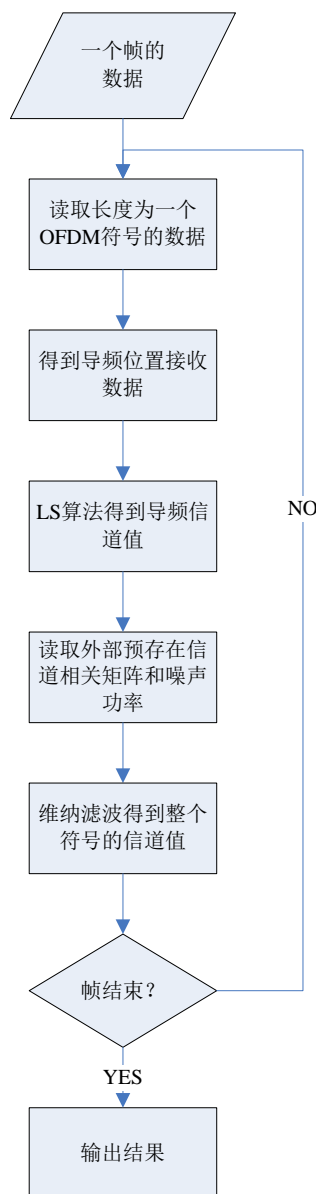 一个帧的
数据
读取长度为一个
OFDM符号的数据
得到导频位置接收
数据
LS算法得到导频信
道值
NO
读取外部预存在信
道相关矩阵和噪声
功率
维纳滤波得到整个
符号的信道值
帧结束？
YES
输出结果